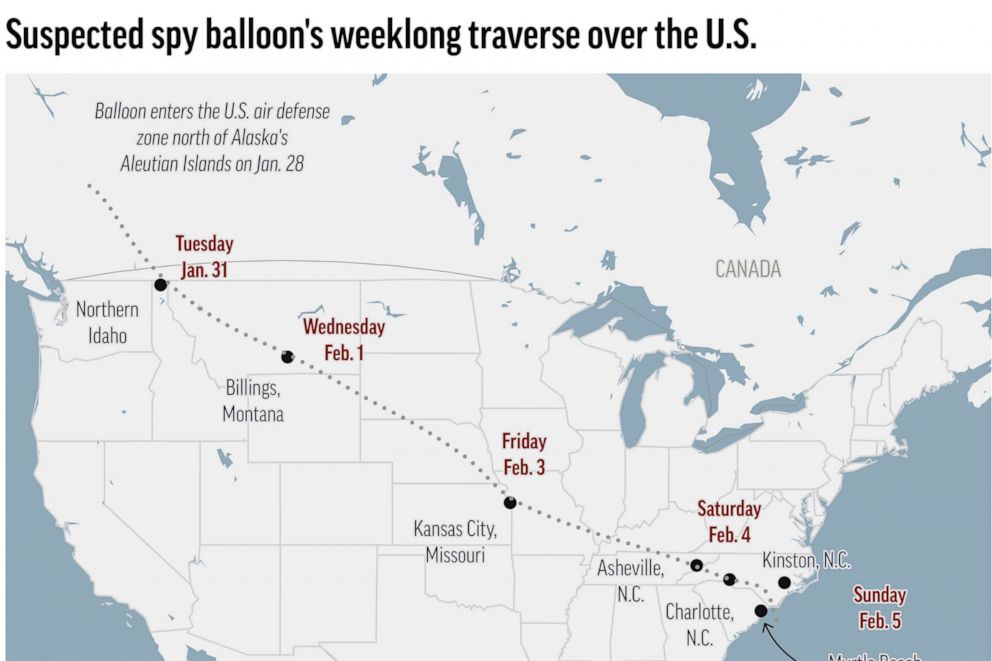 Suspected spy balloon's weeklong traverse over the U.S.
Balloon enters the U.S. air defense
zone north of Alaska's
Aleutian Islands on Jan. 28
Tuesday
Jan. 31
Northern
Idaho
CANADA
Wednesday
Feb. 1
Billings,
Montana
Friday
Feb. 3
Kansas City,
Missouri
Saturday
Feb. 4
Asheville,
N.C.
Kinston, N.C.
Charlotte,
N.C.
Sunday
Feb. 5
Myrtle Beach